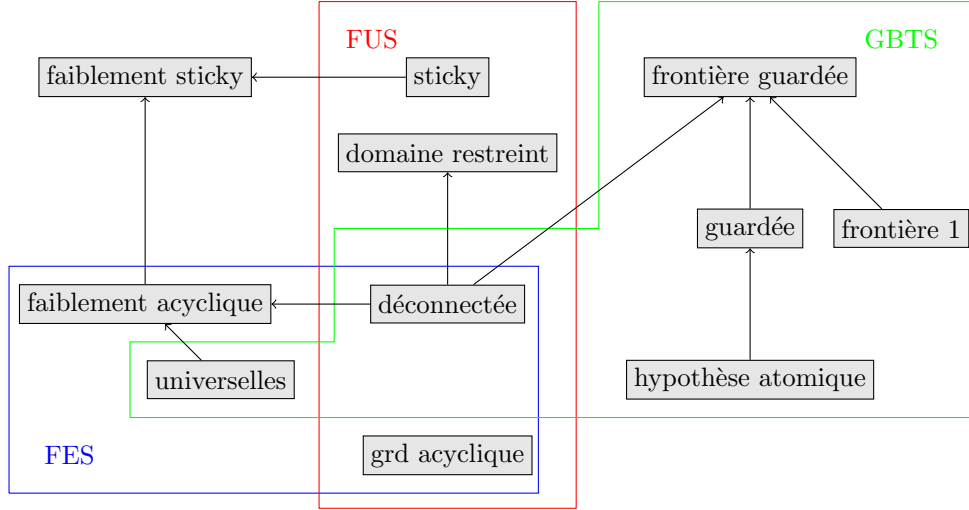 FUS
GBTS
faiblement sticky
sticky
frontière guardée
domaine restreint
guardée
frontière 1
faiblement acyclique
déconnectée
universelles
hypothèse atomique
FES
grd acyclique